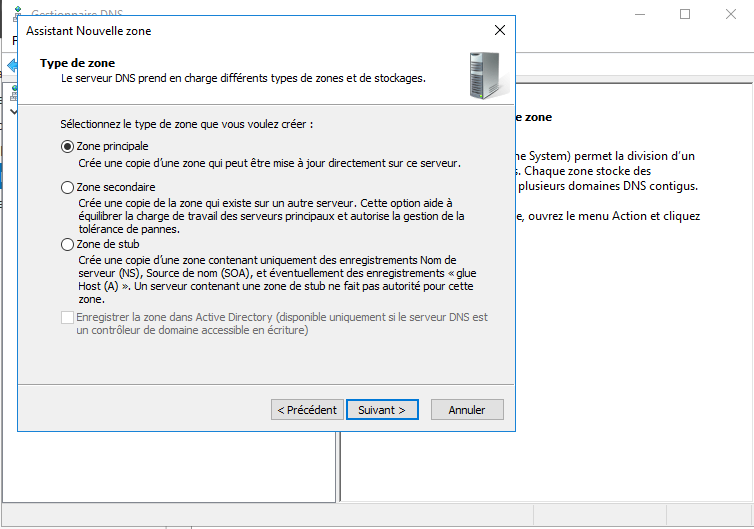 Gestionnaire DNS
Assistant Nouvelle zone
Type de zone
Le serveur DNS prend en charge différents types de zones et de stockages.
Sélectionnez le type de zone que vous voulez créer :
Zone principale
Crée une copie d'une zone qui peut être mise à jour directement sur ce serveur.
Zone secondaire
Crée une copie de la zone qui existe sur un autre serveur. Cette option aide à
équilibrer la charge de travail des serveurs principaux et autorise la gestion de la
tolérance de pannes.
Zone de stub
Crée une copie d'une zone contenant uniquement des enregistrements Nom de
serveur (NS), Source de nom (SOA), et éventuellement des enregistrements « glue
Host (A) ». Un serveur contenant une zone de stub ne fait pas autorité pour cette
zone.
Enregistrer la zone dans Active Directory (disponible uniquement si le serveur DNS est
un contrôleur de domaine accessible en écriture)
< Précédent
Suivant >
Annuler
e zone
ne System) permet la division d'un
s. Chaque zone stocke des
plusieurs domaines DNS contigus.
e, ouvrez le menu Action et cliquez